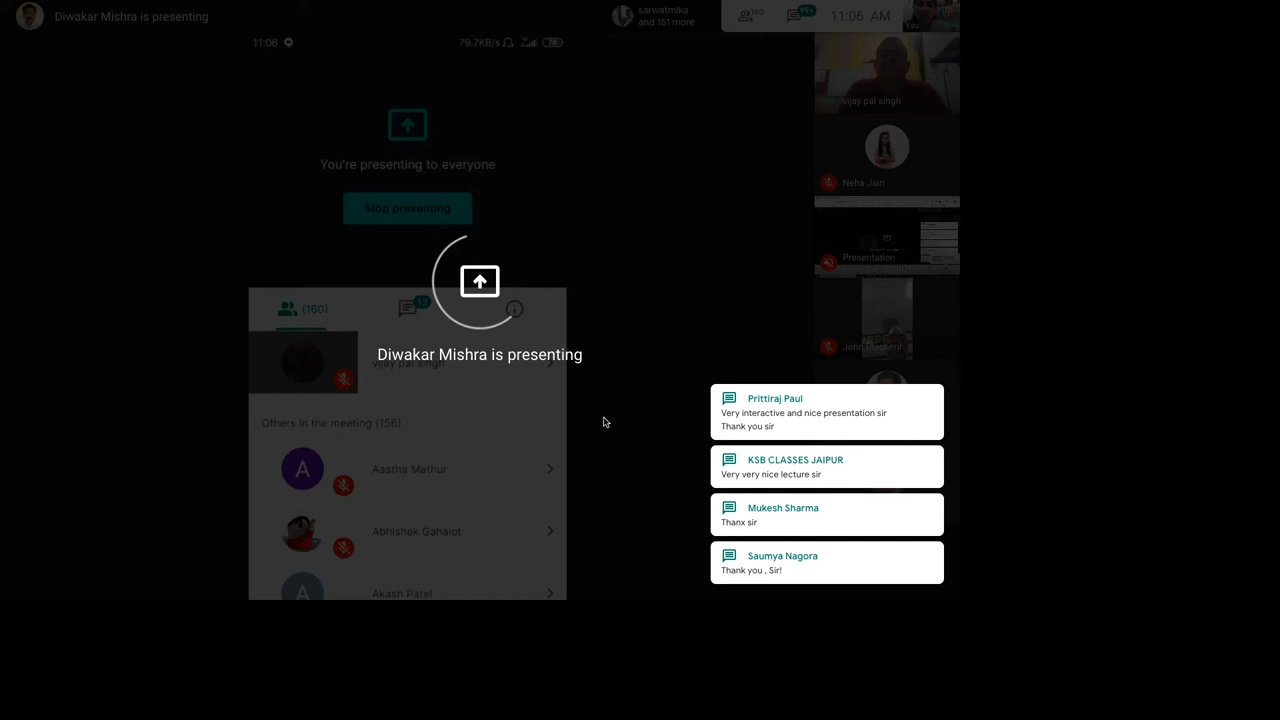 Diwakar Mishra is presenting
sarwatmika
and 151 more
160
99+
11:06 AM
You
11:06
79.7KB/s
vijay pal singh
You're presenting to everyone
Neha Jain
Stop presenting
Presentation
(160)
13
John Placheril
Diwakar Mishra is presenting
vijay pal singh
Others in the meeting (158)
Aastha Mathur
A
Abhishek Gahalot
Akash Patel
A
Prittiraj Paul
Very interactive and nice presentation sir
Thank you sir
KSB CLASSES JAIPUR
Very very nice lecture sir
Mukesh Sharma
Thanx sir
Saumya Nagora
Thank you , Sir!